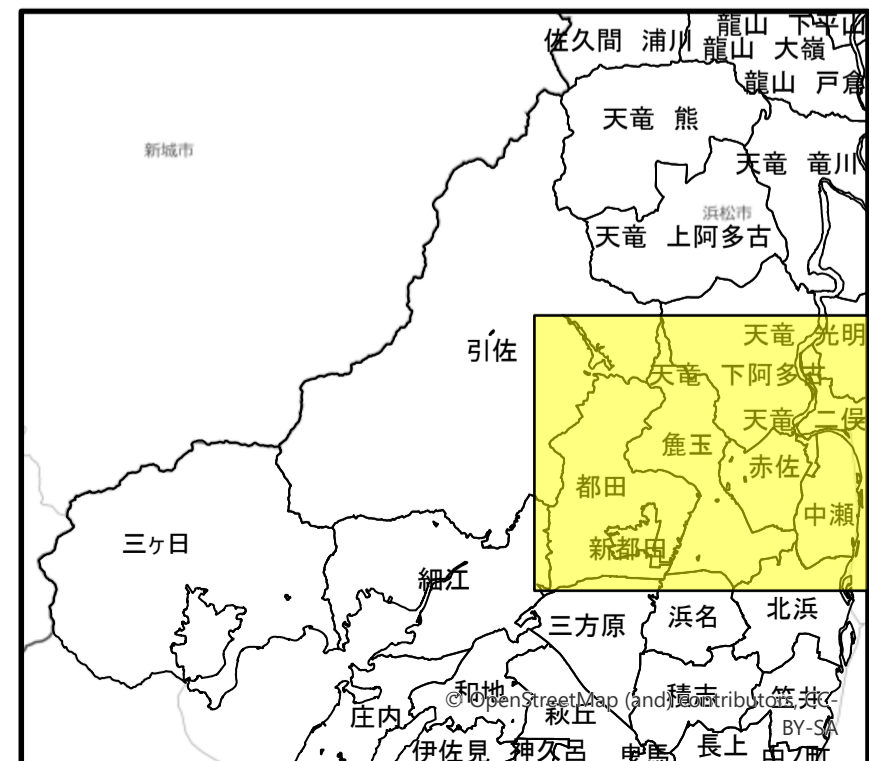 佐久間 浦川
龍山 下平山
龍山 大嶺
龍山 戸倉
天竜 熊
新城市
天竜 竜川
浜松市
天竜 上阿多古
引佐
天竜 光明
天竜 下阿多古
天竜 二俣
麁玉
赤佐
都田
中瀬
新都田
三ヶ日
細江
三方原
浜名
北浜
和地
積志
笠井
© OpenStreetMap (and) contributors, CC-BY-SA
庄内
萩丘
伊佐見
神久呂
曳馬
長上
中ノ町